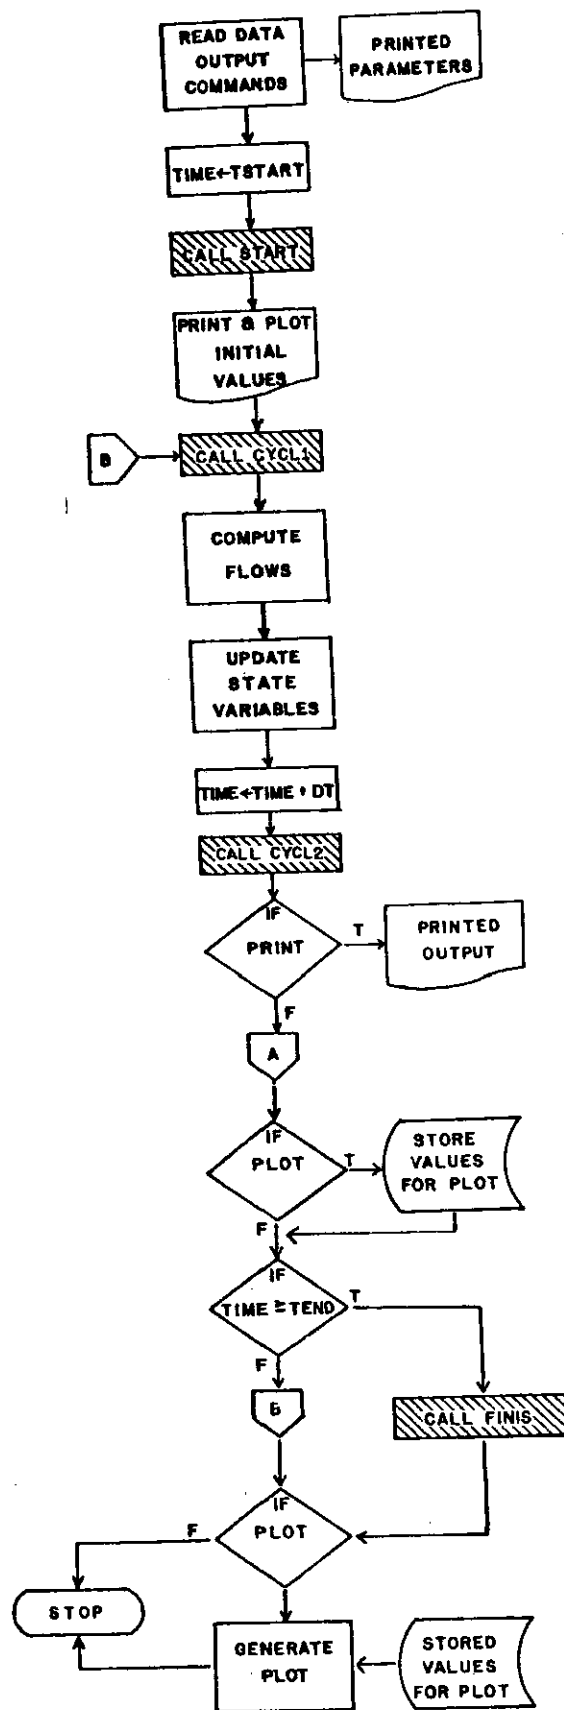 READ DATA
OUTPUT
COMMANDS
PRINTED
PARAMETERS
TIME←TSTART
CALL START
PRINT & PLOT
INITIAL
VALUES
B
CALL CYCL1
COMPUTE
FLOWS
UPDATE
STATE
VARIABLES
TIME←TIME + DT
CALL CYCL2
IF
PRINT
T
PRINTED
OUTPUT
F
A
IF
PLOT
T
STORE
VALUES
FOR PLOT
F
IF
TIME ≥ TEND
T
F
B
CALL FINIS
IF
PLOT
F
STOP
GENERATE
PLOT
STORED
VALUES
FOR PLOT